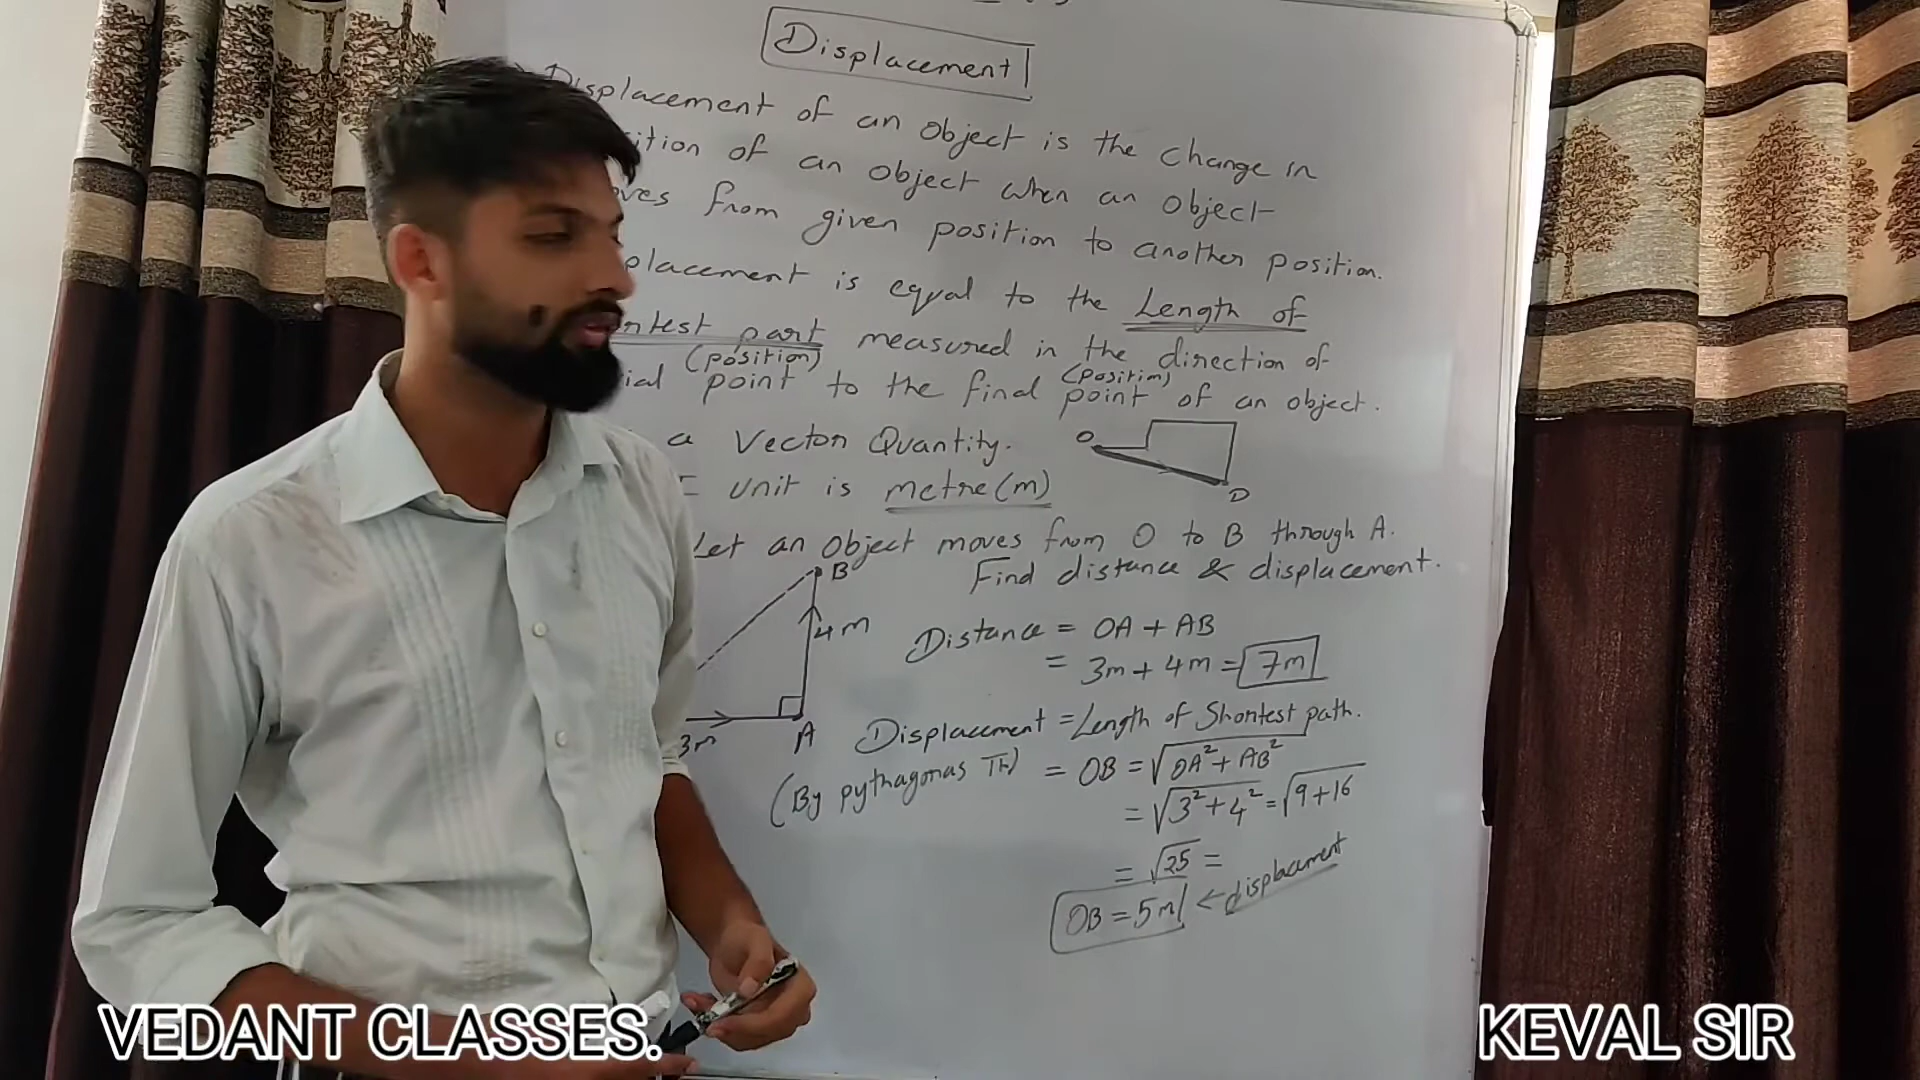 Displacement
Displacement of an object is the change in
ition of an object when an object
ves from given position to another position.
placement is equal to the Length of
ntest part measured in the direction of
(position) (position)
ial point to the final point of an object.
a Vector Quantity.
O
D
I unit is metre (m)
Let an object moves from O to B through A.
Find distance & displacement.
B
4m
3m
A
Distance = OA + AB
= 3m + 4m = 7m
Displacement = Length of Shortest path.
(By pythagoras Th) = OB = √OA²+AB²
= √3²+4² = √9+16
= √25 =
OB = 5m ← displacement
VEDANT CLASSES.
KEVAL SIR